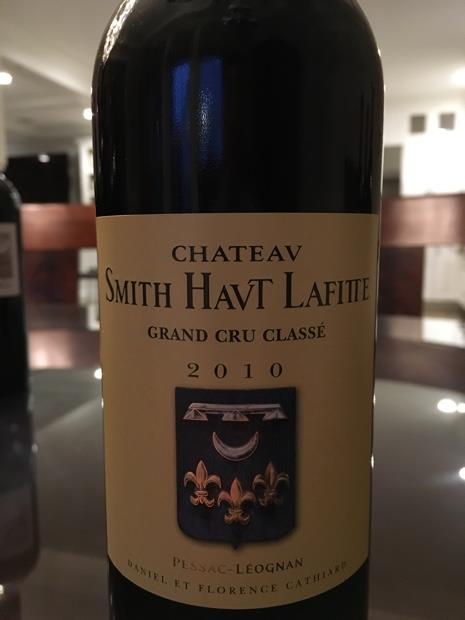 CHATEAV
SMITH HAVT LAFITTE
GRAND CRU CLASSÉ
2010
PESSAC-LÉOGNAN
DANIEL ET FLORENCE CATHIARD